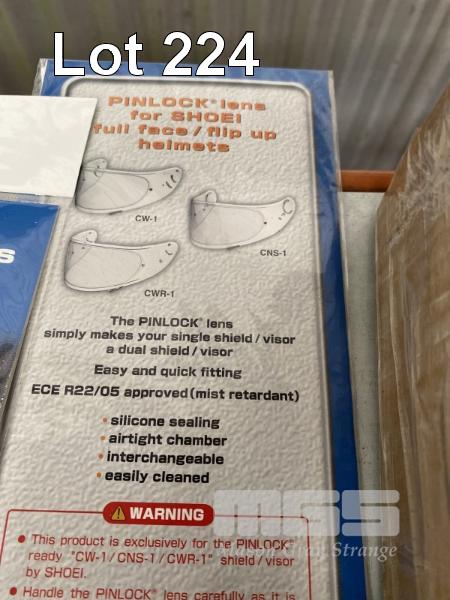 Lot 224
PINLOCK® lens
for SHOEI
full face / flip up
helmets
CW-1
CNS-1
CWR-1
The PINLOCK® lens
simply makes your single shield / visor
a dual shield / visor
Easy and quick fitting
ECE R22/05 approved (mist retardant)
• silicone sealing
• airtight chamber
• interchangeable
• easily cleaned
S
WARNING
mss
Strange
• This product is exclusively for the PINLOCK®
ready "CW-1 / CNS-1 / CWR-1" shield / visor
by SHOEI.
• Handle the PINLOCK® lens carefully as it is